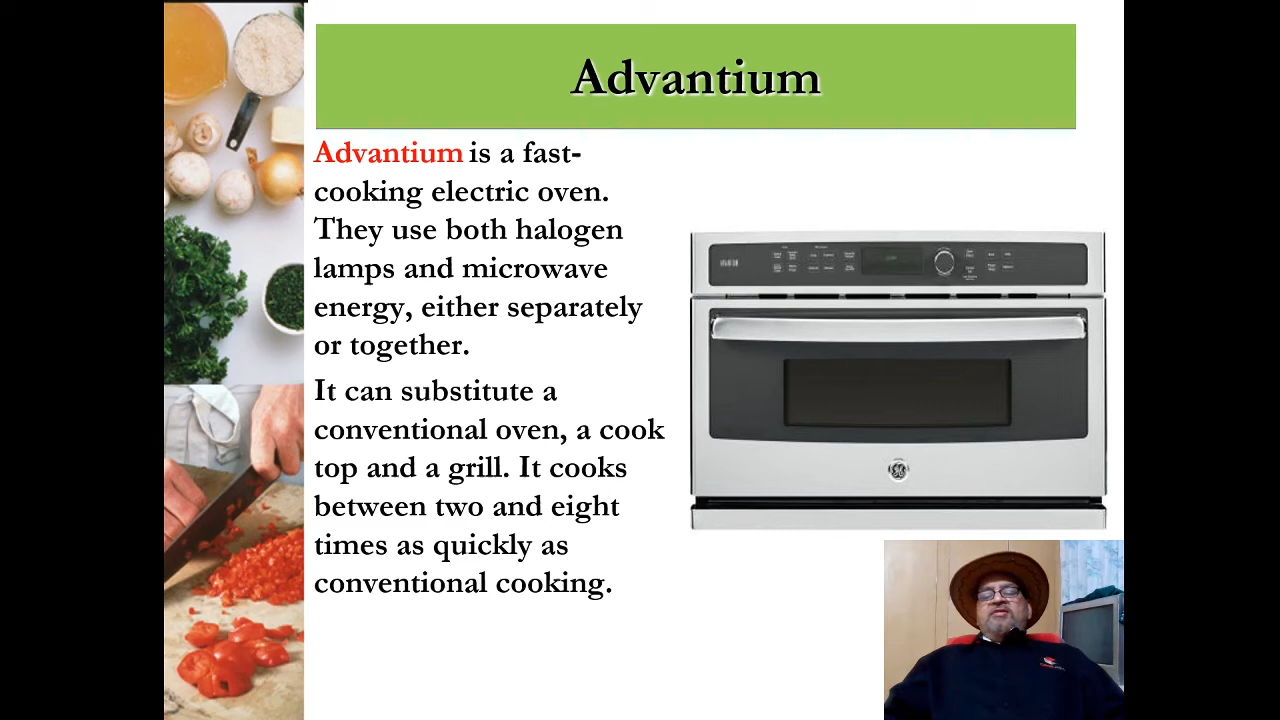 Advantium
Advantium is a fast-
cooking electric oven.
They use both halogen
lamps and microwave
energy, either separately
or together.
It can substitute a
conventional oven, a cook
top and a grill. It cooks
between two and eight
times as quickly as
conventional cooking.